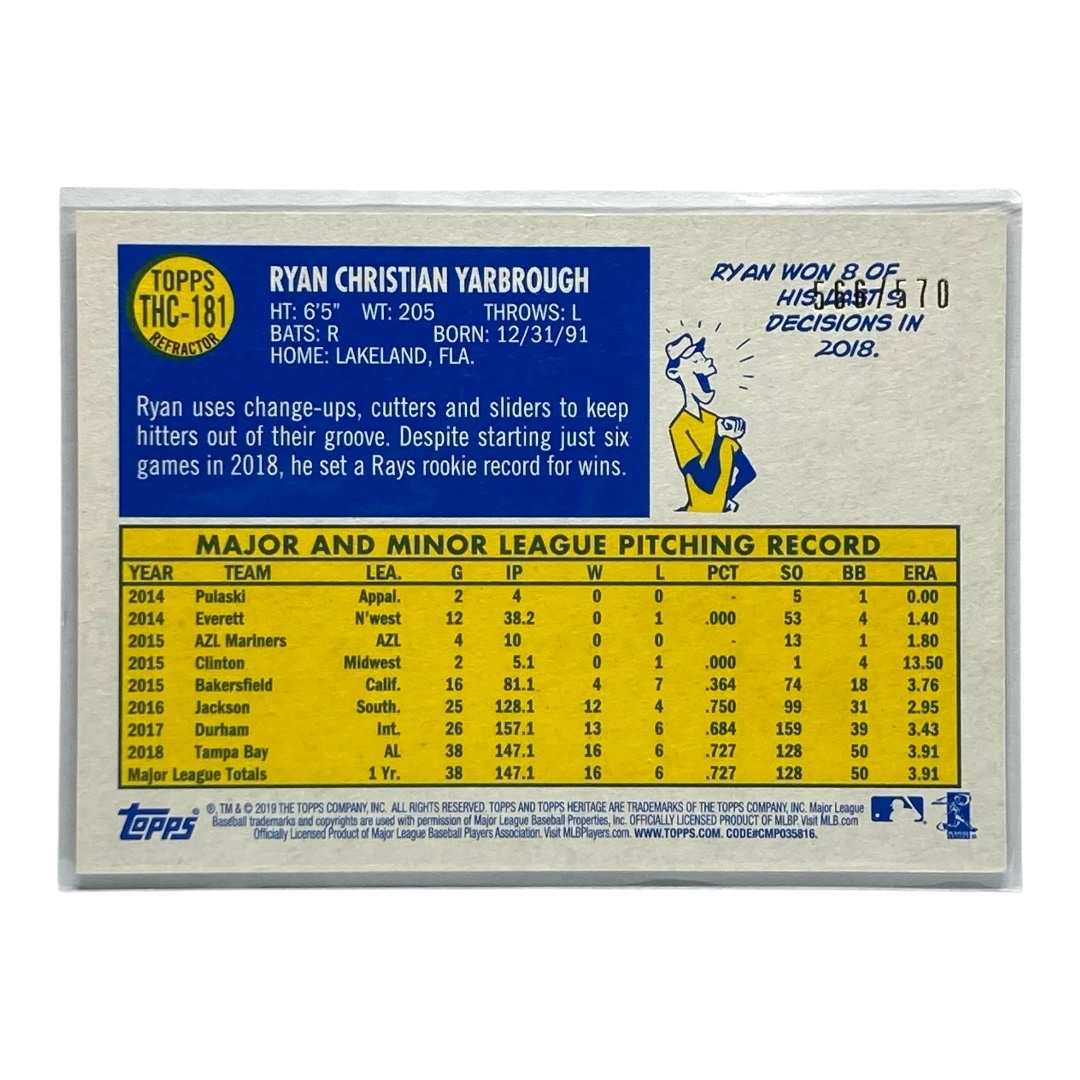 TOPPS
THC-181
REFRACTOR
RYAN CHRISTIAN YARBROUGH
HT: 6'5" WT: 205 THROWS: L
BATS: R BORN: 12/31/91
HOME: LAKELAND, FLA.
Ryan uses change-ups, cutters and sliders to keep
hitters out of their groove. Despite starting just six
games in 2018, he set a Rays rookie record for wins.
RYAN WON 8 OF
HIS LAST 9
DECISIONS IN
2018.
566/570
MAJOR AND MINOR LEAGUE PITCHING RECORD
YEAR TEAM LEA. G IP W L PCT SO BB ERA
2014 Pulaski Appal. 2 4 0 0 - 5 1 0.00
2014 Everett N'west 12 38.2 0 1 .000 53 4 1.40
2015 AZL Mariners AZL 4 10 0 0 - 13 1 1.80
2015 Clinton Midwest 2 5.1 0 1 .000 1 4 13.50
2015 Bakersfield Calif. 16 81.1 4 7 .364 74 18 3.76
2016 Jackson South. 25 128.1 12 4 .750 99 31 2.95
2017 Durham Int. 26 157.1 13 6 .684 159 39 3.43
2018 Tampa Bay AL 38 147.1 16 6 .727 128 50 3.91
Major League Totals 1 Yr. 38 147.1 16 6 .727 128 50 3.91
TOPPS
®, TM & © 2019 THE TOPPS COMPANY, INC. ALL RIGHTS RESERVED. TOPPS AND TOPPS HERITAGE ARE TRADEMARKS OF THE TOPPS COMPANY, INC. Major League
Baseball trademarks and copyrights are used with permission of Major League Baseball Properties, Inc. OFFICIALLY LICENSED PRODUCT OF MLBP. Visit MLB.com
Officially Licensed Product of Major League Baseball Players Association. Visit MLBPlayers.com. WWW.TOPPS.COM. CODE#CMP035816.